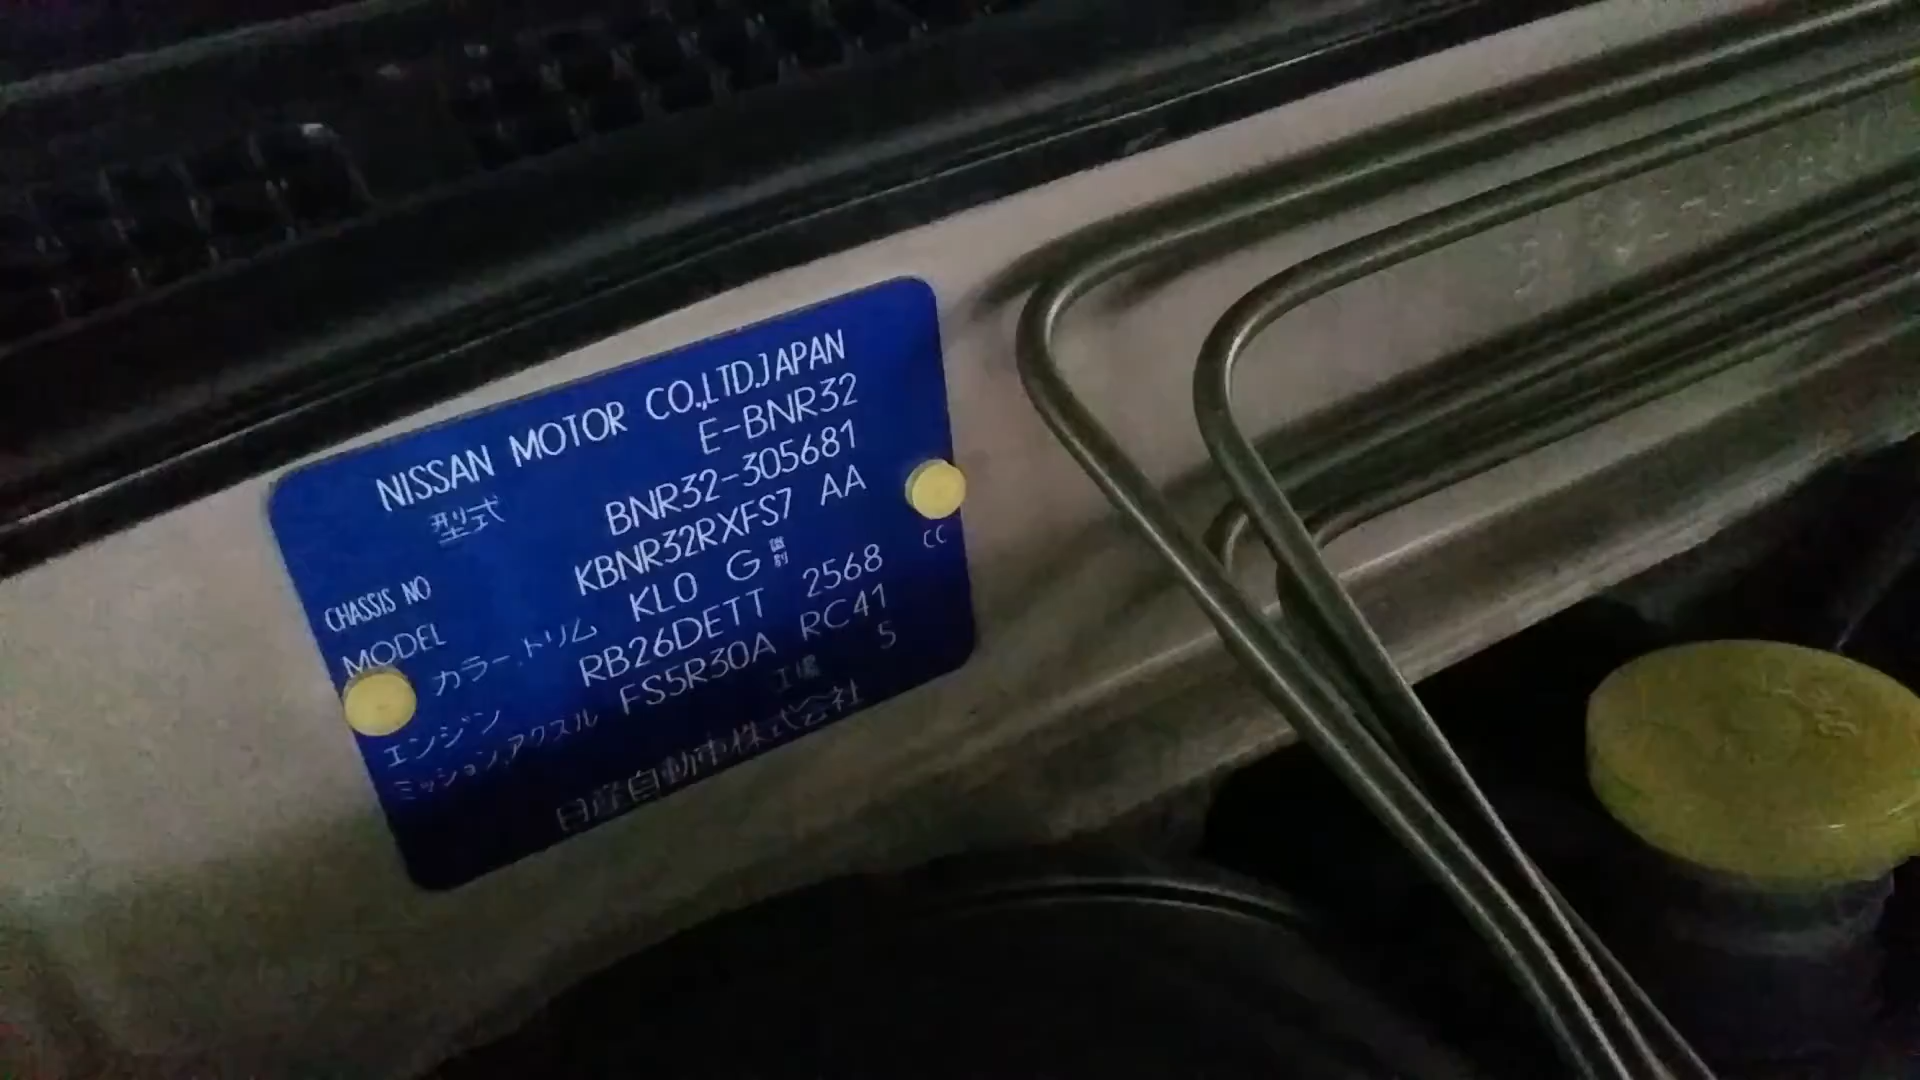 NISSAN MOTOR CO.,LTD.JAPAN
型式 E-BNR32
CHASSIS NO BNR32-305681
MODEL KBNR32RXFS7 AA
カラー,トリム KL0 G 識別
エンジン RB26DETT 2568 CC
ミッション,アクスル FS5R30A RC41
工場 5
日産自動車株式会社